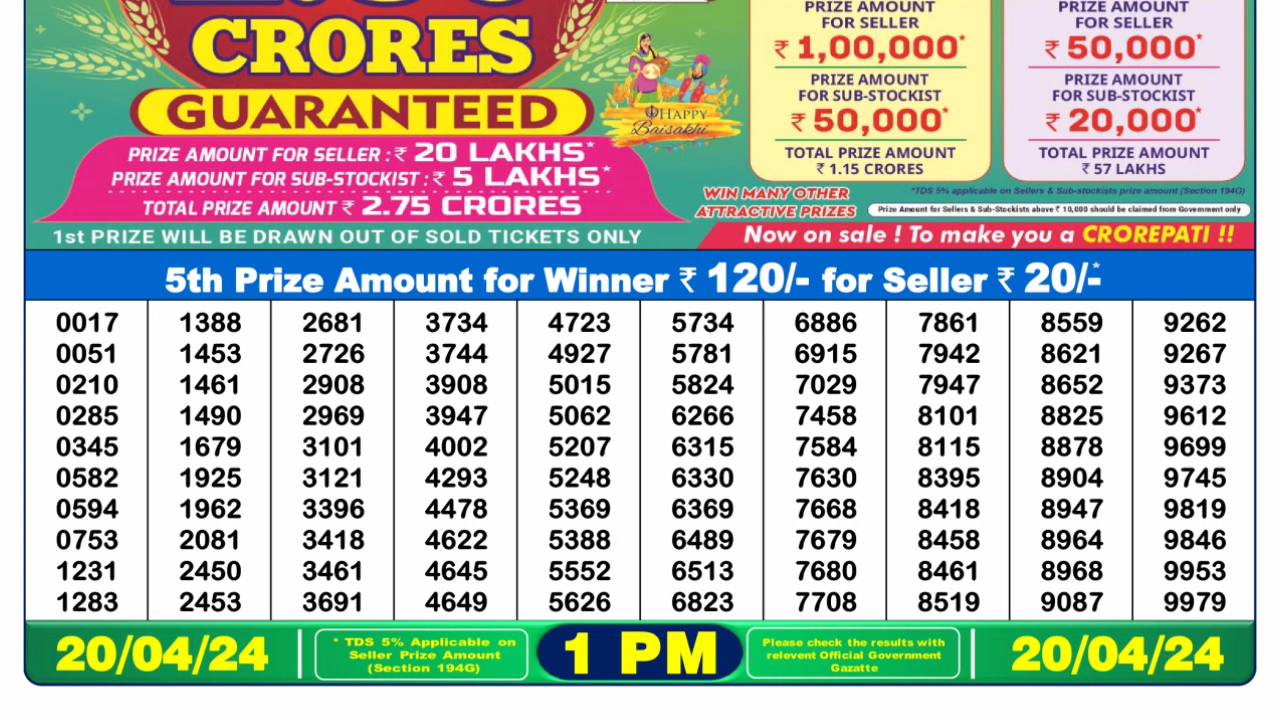 CRORES
GUARANTEED
PRIZE AMOUNT FOR SELLER : ₹ 20 LAKHS*
PRIZE AMOUNT FOR SUB-STOCKIST : ₹ 5 LAKHS*
TOTAL PRIZE AMOUNT ₹ 2.75 CRORES
1st PRIZE WILL BE DRAWN OUT OF SOLD TICKETS ONLY
HAPPY
Baisakhi
PRIZE AMOUNT
FOR SELLER
₹ 1,00,000*
PRIZE AMOUNT
FOR SUB-STOCKIST
₹ 50,000*
TOTAL PRIZE AMOUNT
₹ 1.15 CRORES
PRIZE AMOUNT
FOR SELLER
₹ 50,000*
PRIZE AMOUNT
FOR SUB-STOCKIST
₹ 20,000*
TOTAL PRIZE AMOUNT
₹ 57 LAKHS
WIN MANY OTHER
ATTRACTIVE PRIZES
*TDS 5% applicable on Sellers & Sub-stockists prize amount (Section 194G)
Prize Amount for Sellers & Sub-Stockists above ₹ 10,000 should be claimed from Government only
Now on sale ! To make you a CROREPATI !!
5th Prize Amount for Winner ₹ 120/- for Seller ₹ 20/-*
0017 1388 2681 3734 4723 5734 6886 7861 8559 9262
0051 1453 2726 3744 4927 5781 6915 7942 8621 9267
0210 1461 2908 3908 5015 5824 7029 7947 8652 9373
0285 1490 2969 3947 5062 6266 7458 8101 8825 9612
0345 1679 3101 4002 5207 6315 7584 8115 8878 9699
0582 1925 3121 4293 5248 6330 7630 8395 8904 9745
0594 1962 3396 4478 5369 6369 7668 8418 8947 9819
0753 2081 3418 4622 5388 6489 7679 8458 8964 9846
1231 2450 3461 4645 5552 6513 7680 8461 8968 9953
1283 2453 3691 4649 5626 6823 7708 8519 9087 9979
20/04/24
* TDS 5% Applicable on
Seller Prize Amount
(Section 194G)
1 PM
Please check the results with
relevent Official Government
Gazatte
20/04/24